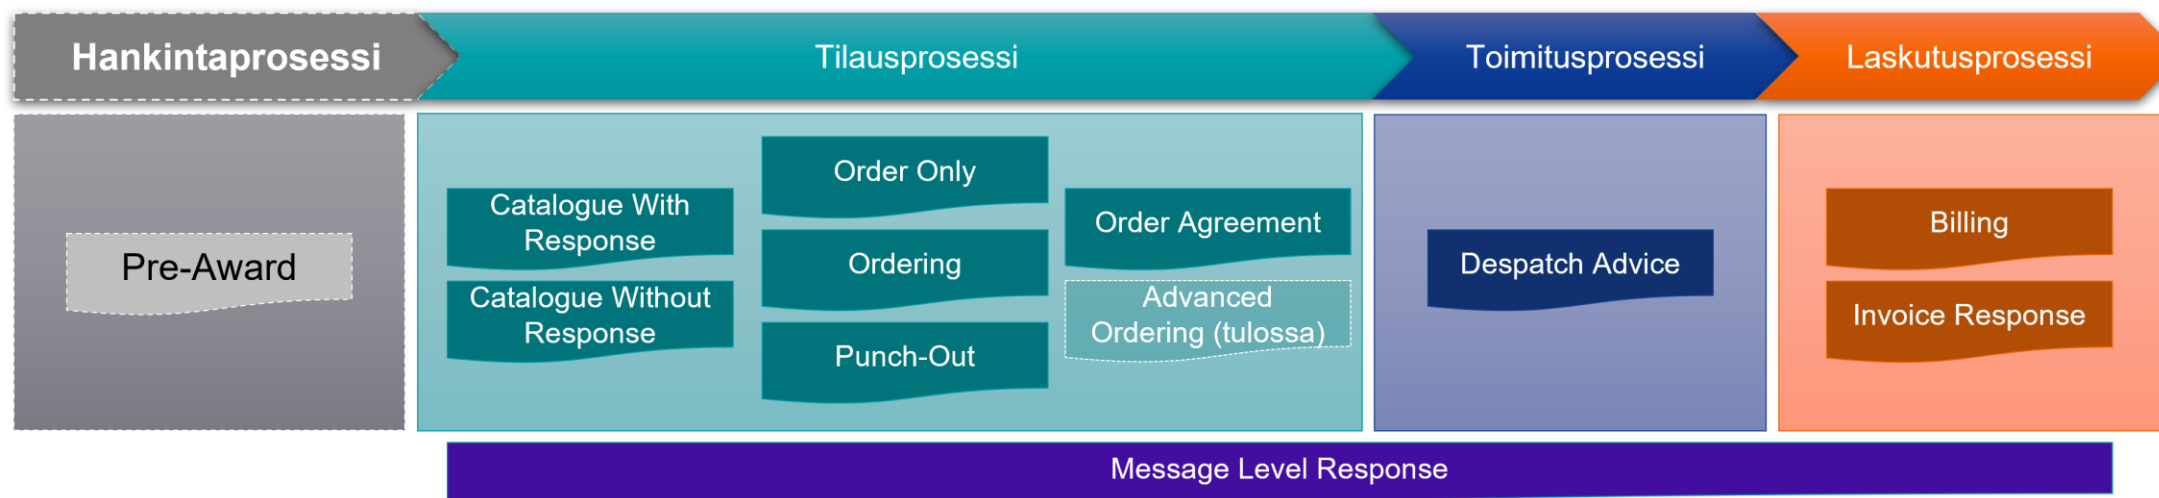 Hankintaprosessi
Tilausprosessi
Toimitusprosessi
Laskutusprosessi
Pre-Award
Catalogue With
Response
Catalogue Without
Response
Order Only
Ordering
Punch-Out
Order Agreement
Advanced
Ordering (tulossa)
Despatch Advice
Billing
Invoice Response
Message Level Response